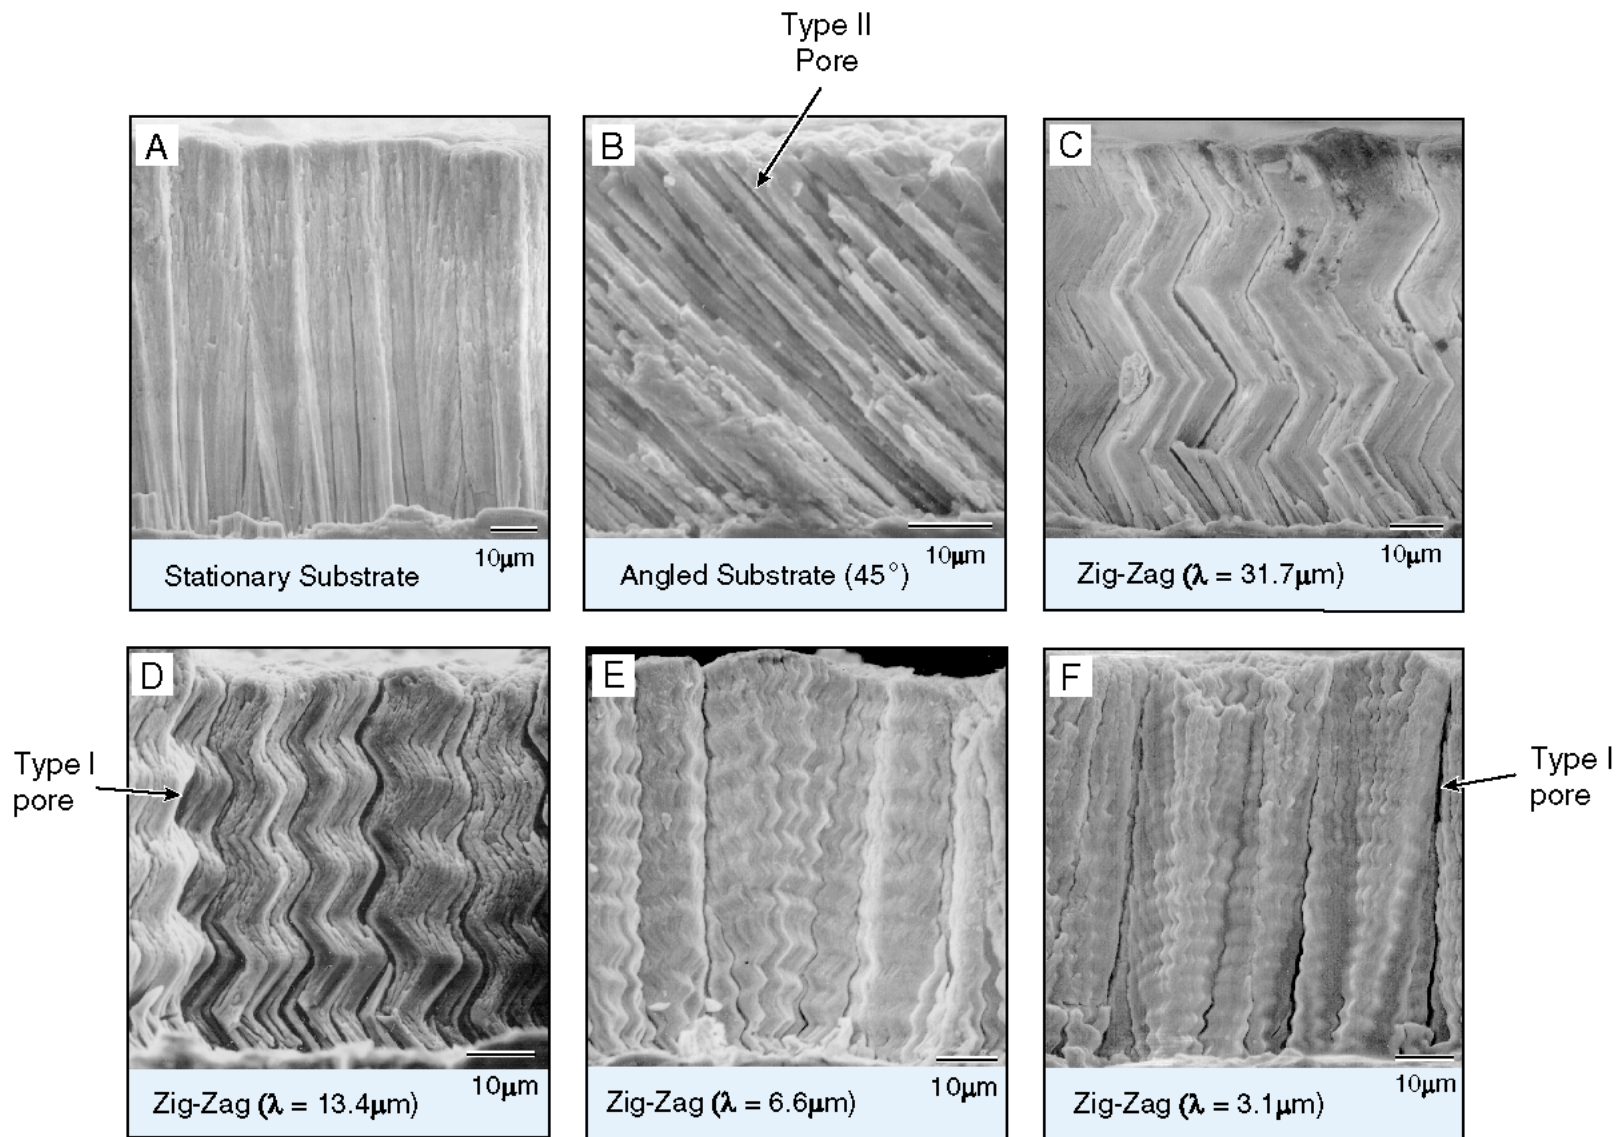 Type II
Pore
A
B
C
10μm
Stationary Substrate
10μm
Angled Substrate (45°)
10μm
Zig-Zag (λ = 31.7μm)
D
E
F
Type I
pore
Type I
pore
10μm
Zig-Zag (λ = 13.4μm)
10μm
Zig-Zag (λ = 6.6μm)
10μm
Zig-Zag (λ = 3.1μm)